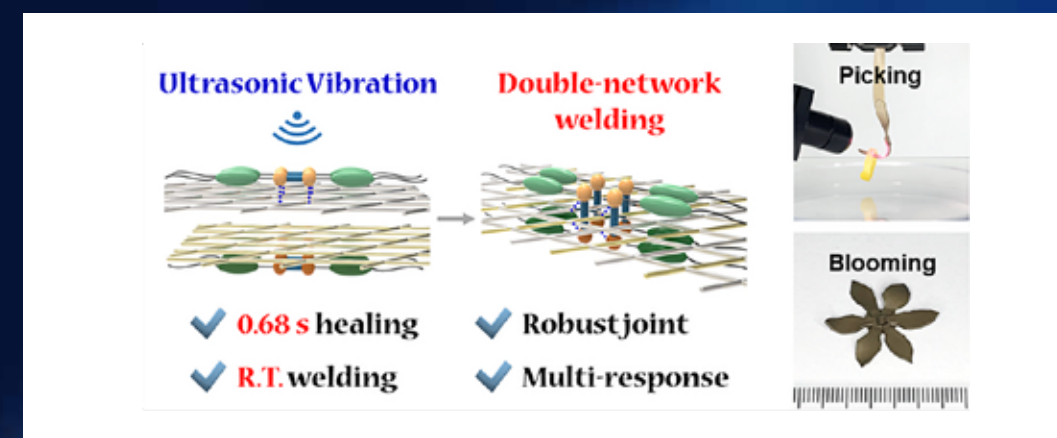 Ultrasonic Vibration
Double-network
welding
0.68 s healing
R.T. welding
Robust joint
Multi-response
Picking
Blooming